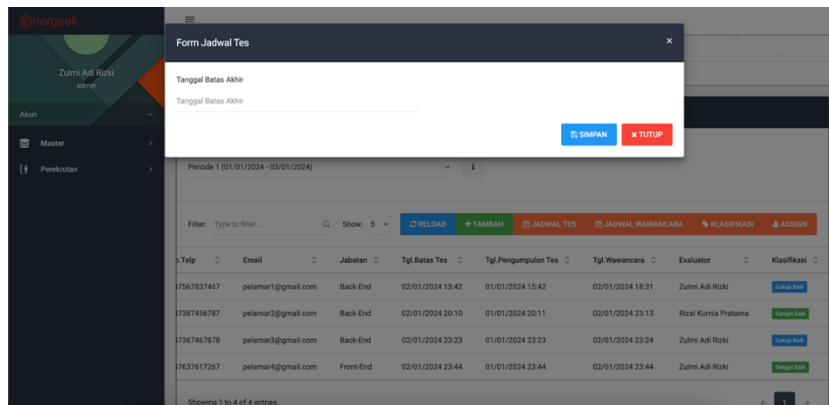 energeek
Form Jadwal Tes
×
Zulmi Adi Rizki
admin
Tanggal Batas Akhir
Tanggal Batas Akhir
Akun
SIMPAN
× TUTUP
Master
Perekrutan
Periode 1 (01/01/2024 - 03/01/2024)
i
Filter: Type to filter... Show: 5 RELOAD + TAMBAH JADWAL TES JADWAL WAWANCARA KLASIFIKASI ASSIGN
.Telp Email Jabatan Tgl.Batas Tes Tgl.Pengumpulan Tes Tgl.Wawancara Evaluator Klasifikasi
7567837467 pelamar1@gmail.com Back-End 02/01/2024 15:42 01/01/2024 15:42 02/01/2024 18:31 Zulmi Adi Rizki Cukup Baik
7387456787 pelamar2@gmail.com Back-End 02/01/2024 20:10 01/01/2024 20:11 02/01/2024 23:13 Rizal Kurnia Pratama Sangat Baik
7367467878 pelamar3@gmail.com Back-End 02/01/2024 23:23 01/01/2024 23:23 02/01/2024 23:24 Zulmi Adi Rizki Cukup Baik
7637617267 pelamar4@gmail.com Front-End 02/01/2024 23:44 01/01/2024 23:44 02/01/2024 23:44 Zulmi Adi Rizki Sangat Baik
Showing 1 to 4 of 4 entries ← 1 →